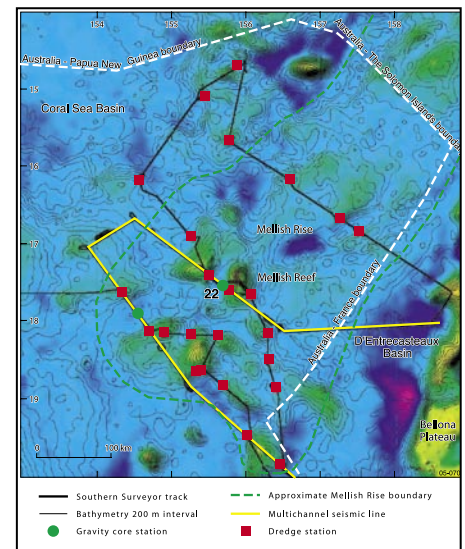 154 155 156 157 158
Australia - Papua New Guinea boundary
Australia - The Solomon Islands boundary
15
Coral Sea Basin
16
17
Mellish Rise
Mellish Reef
22
Australia - France boundary
18
D'Entrecasteaux
Basin
19
Bellona
Plateau
0 100 km
05-070
Southern Surveyor track
Approximate Mellish Rise boundary
Bathymetry 200 m interval
Multichannel seismic line
Gravity core station
Dredge station